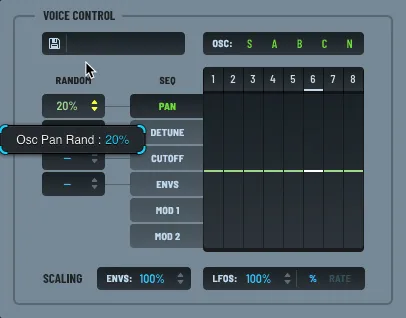 VOICE CONTROL
OSC: S A B C N
RANDOM SEQ 1 2 3 4 5 6 7 8
20% PAN
DETUNE
Osc Pan Rand : 20%
– CUTOFF
– ENVS
MOD 1
MOD 2
SCALING ENVS: 100% LFOS: 100% % RATE